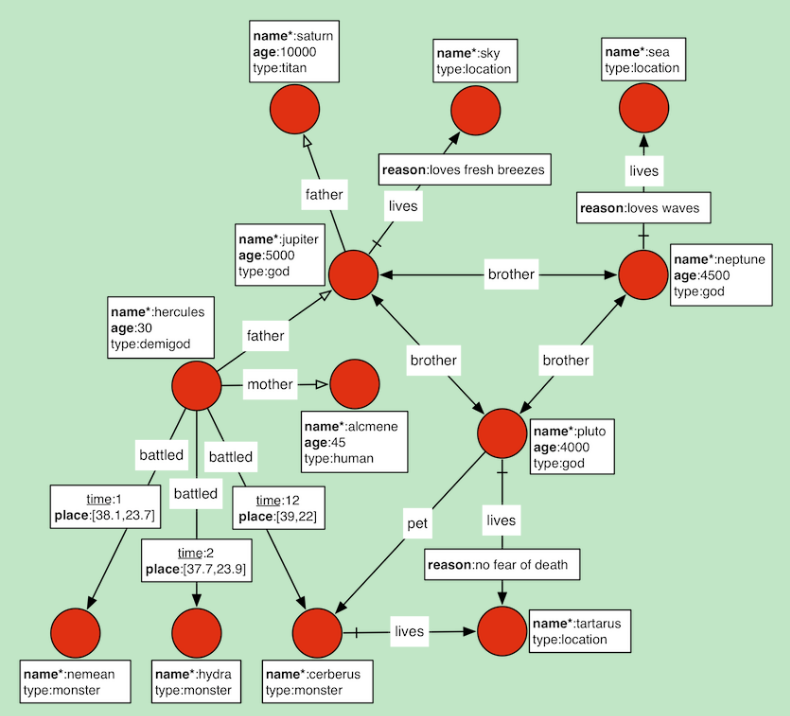 name*:saturn
age:10000
type:titan
name*:sky
type:location
name*:sea
type:location
reason:loves fresh breezes
lives
father
lives
reason:loves waves
name*:jupiter
age:5000
type:god
brother
name*:neptune
age:4500
type:god
name*:hercules
age:30
type:demigod
father
brother
brother
mother
name*:alcmene
age:45
type:human
name*:pluto
age:4000
type:god
battled
battled
battled
time:1
place:[38.1,23.7]
time:12
place:[39,22]
pet
lives
time:2
place:[37.7,23.9]
reason:no fear of death
lives
name*:tartarus
type:location
name*:nemean
type:monster
name*:hydra
type:monster
name*:cerberus
type:monster